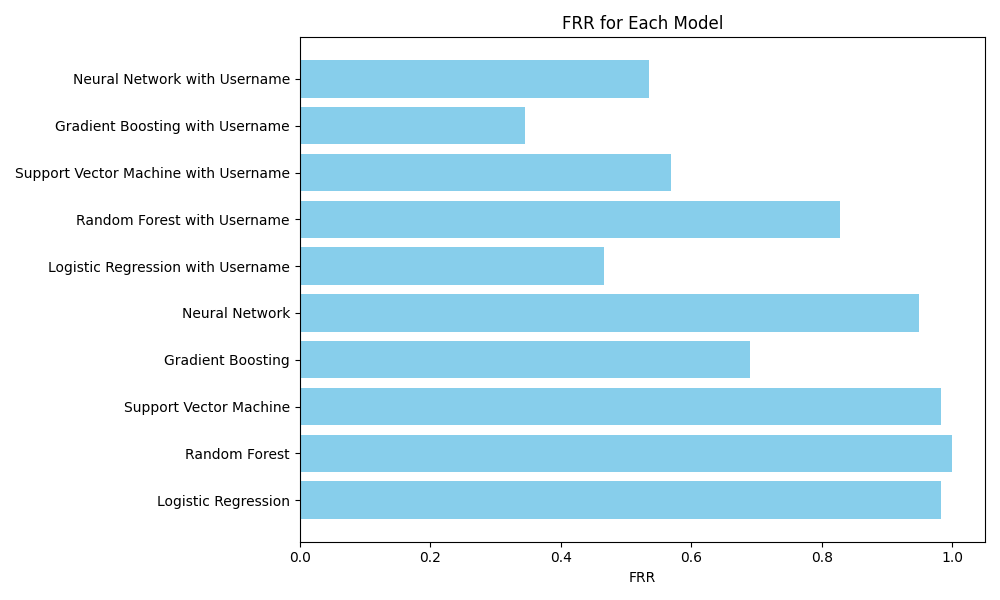 FRR for Each Model
Neural Network with Username
Gradient Boosting with Username
Support Vector Machine with Username
Random Forest with Username
Logistic Regression with Username
Neural Network
Gradient Boosting
Support Vector Machine
Random Forest
Logistic Regression
0.0 0.2 0.4 0.6 0.8 1.0
FRR